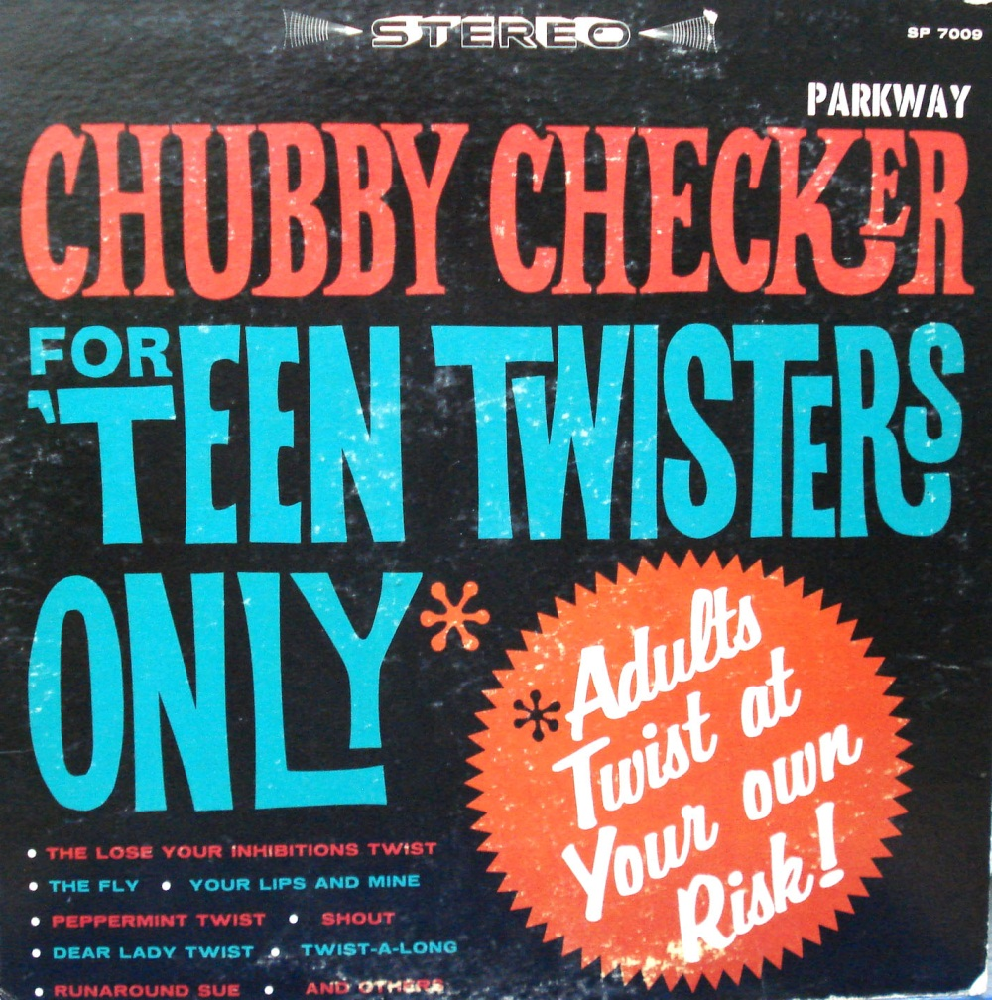 STEREO
SP 7009
PARKWAY
CHUBBY CHECKER
FOR
'TEEN TWISTERS
ONLY*
*Adults
Twist at
Your own
Risk!
• THE LOSE YOUR INHIBITIONS TWIST
• THE FLY • YOUR LIPS AND MINE
• PEPPERMINT TWIST • SHOUT
• DEAR LADY TWIST • TWIST-A-LONG
• RUNAROUND SUE • AND OTHERS